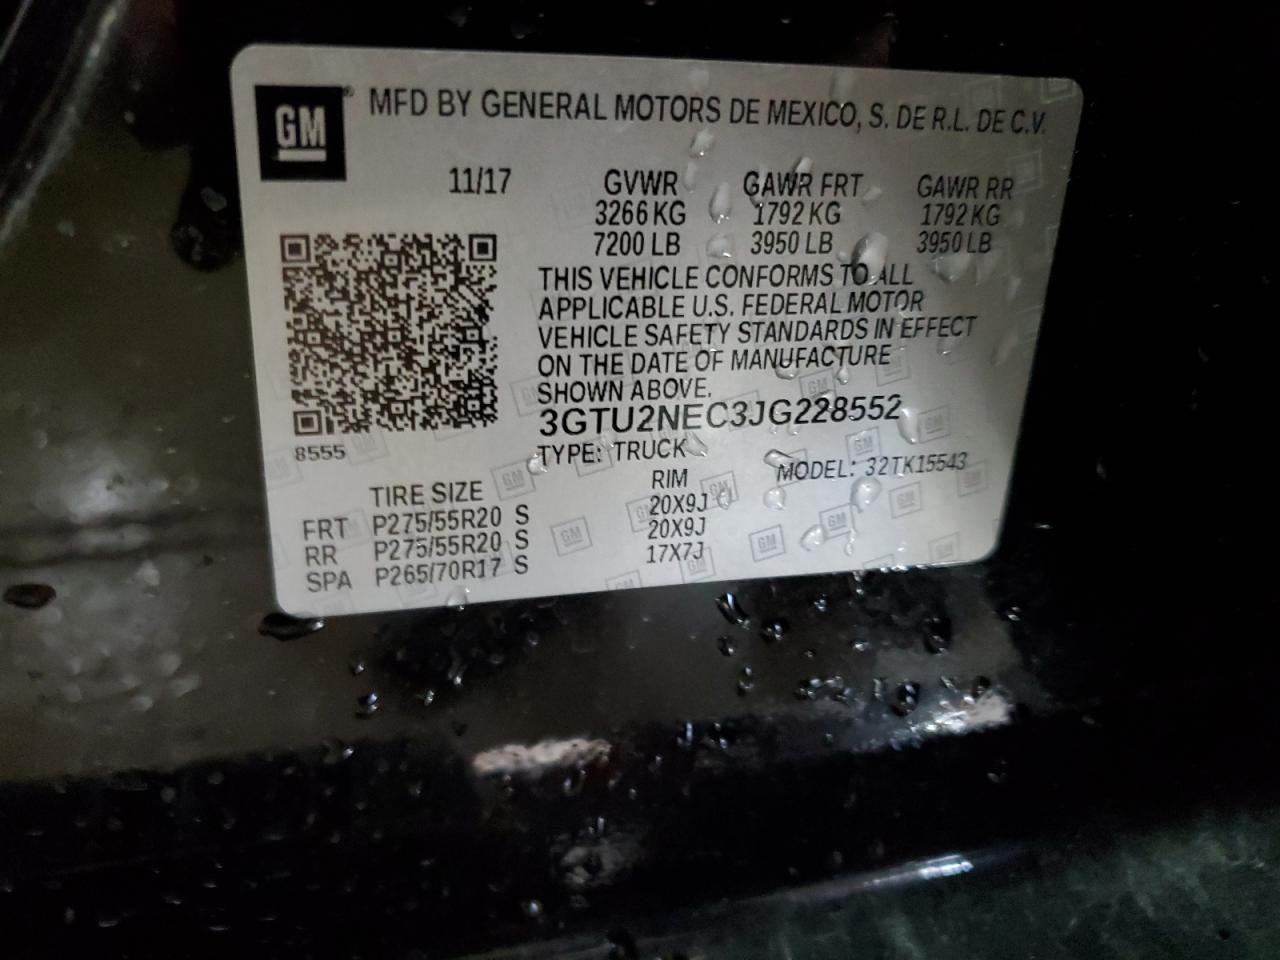 GM® MFD BY GENERAL MOTORS DE MEXICO, S. DE R.L. DE C.V.
11/17 GVWR GAWR FRT GAWR RR
3266 KG 1792 KG 1792 KG
7200 LB 3950 LB 3950 LB
THIS VEHICLE CONFORMS TO ALL
APPLICABLE U.S. FEDERAL MOTOR
VEHICLE SAFETY STANDARDS IN EFFECT
ON THE DATE OF MANUFACTURE
SHOWN ABOVE.
3GTU2NEC3JG228552
8555
TYPE: TRUCK MODEL: 32TK15543
TIRE SIZE RIM
FRT P275/55R20 S 20X9J
RR P275/55R20 S 20X9J
SPA P265/70R17 S 17X7J